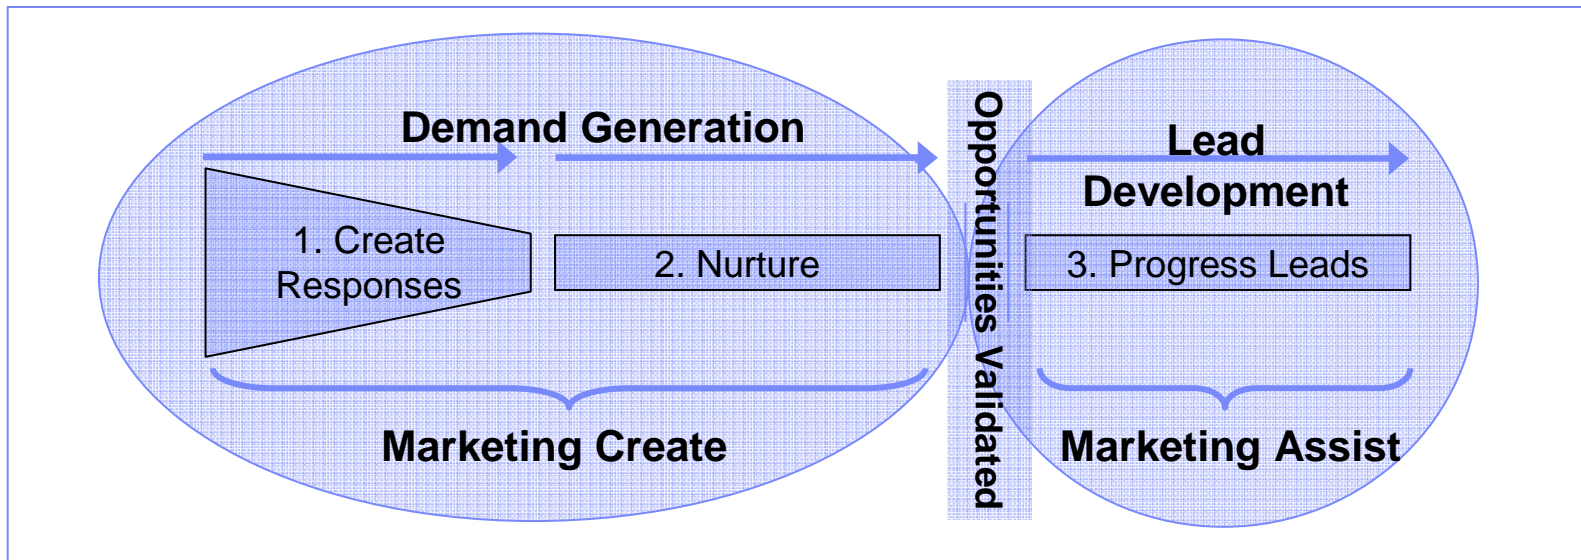 Demand Generation
1. Create
Responses
2. Nurture
Marketing Create
Opportunities Validated
Lead
Development
3. Progress Leads
Marketing Assist